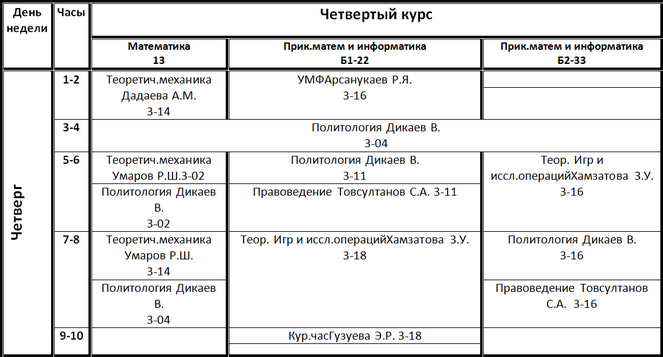 День
недели
Часы
Четвертый курс
Математика
13
Прик.матем и информатика
Б1-22
Прик.матем и информатика
Б2-33
Четверг
1-2
Теоретич.механика
Дадаева А.М.
3-14
УМФАрсанукаев Р.Я.
3-16
3-4
Политология Дикаев В.
3-04
5-6
Теоретич.механика
Умаров Р.Ш.3-02
Политология Дикаев
В.
3-02
Политология Дикаев В.
3-11
Правоведение Товсултанов С.А. 3-11
Теор. Игр и
иссл.операцийХамзатова З.У.
3-16
7-8
Теоретич.механика
Умаров Р.Ш.
3-14
Политология Дикаев
В.
3-04
Теор. Игр и иссл.операцийХамзатова З.У.
3-18
Политология Дикаев В.
3-16
Правоведение Товсултанов
С.А. 3-16
9-10
Кур.часГузуева Э.Р. 3-18